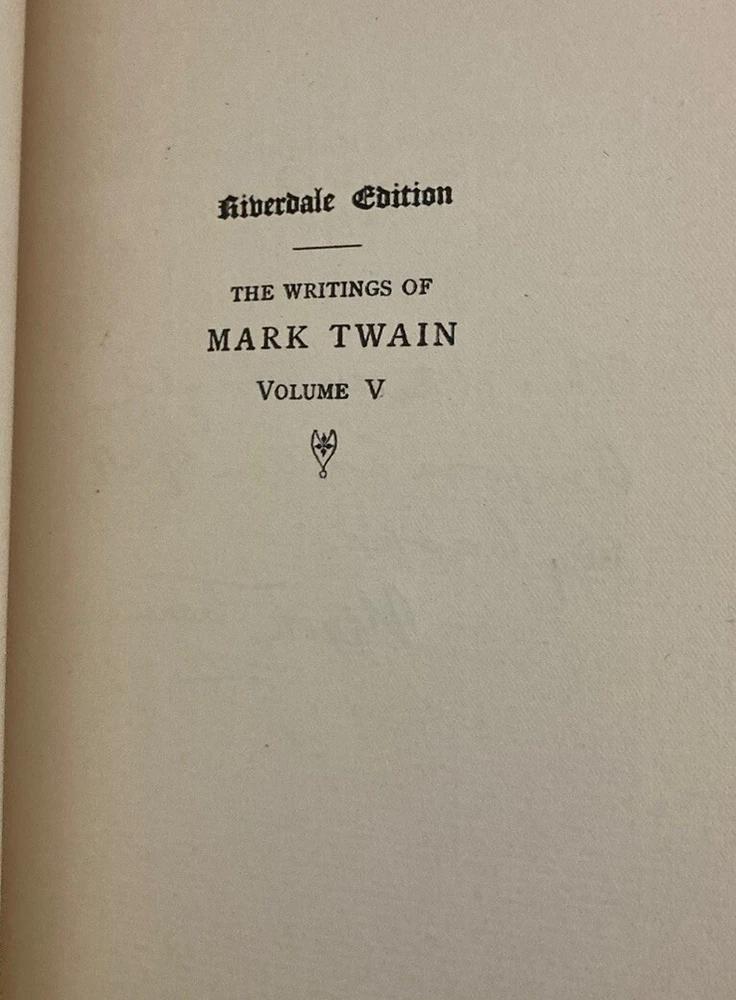 Riverdale Edition
THE WRITINGS OF
MARK TWAIN
VOLUME V